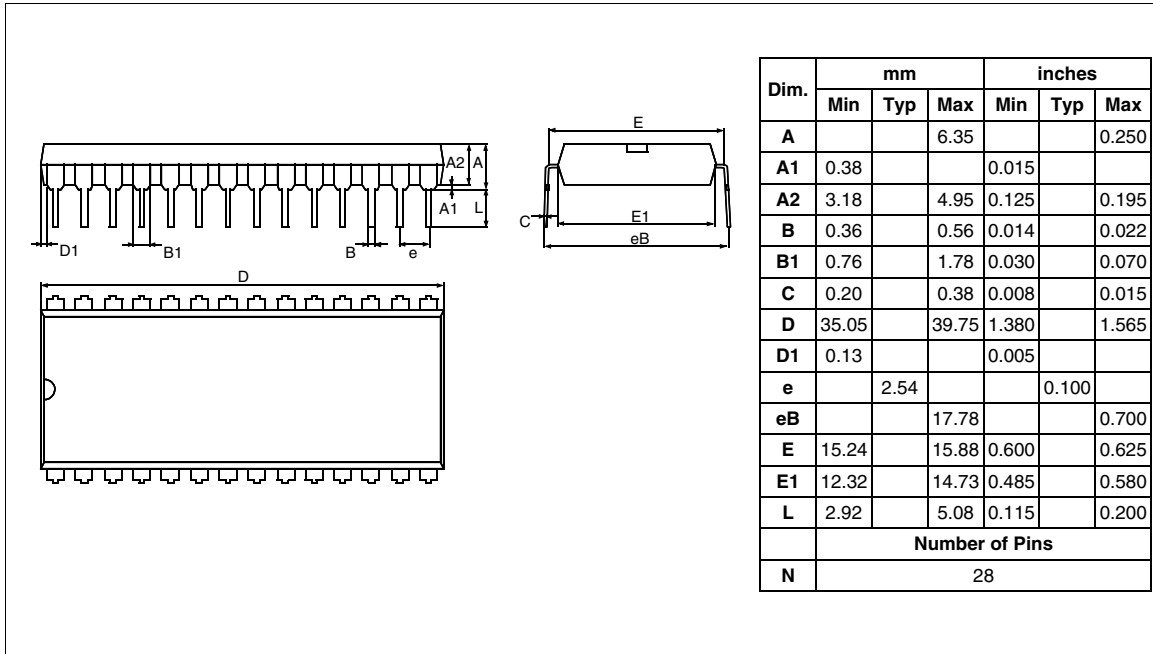 A2 A
A1 L
D1 B1 B e
D
E
C E1
eB
Dim. mm inches
Min Typ Max Min Typ Max
A 6.35 0.250
A1 0.38 0.015
A2 3.18 4.95 0.125 0.195
B 0.36 0.56 0.014 0.022
B1 0.76 1.78 0.030 0.070
C 0.20 0.38 0.008 0.015
D 35.05 39.75 1.380 1.565
D1 0.13 0.005
e 2.54 0.100
eB 17.78 0.700
E 15.24 15.88 0.600 0.625
E1 12.32 14.73 0.485 0.580
L 2.92 5.08 0.115 0.200
Number of Pins
N 28